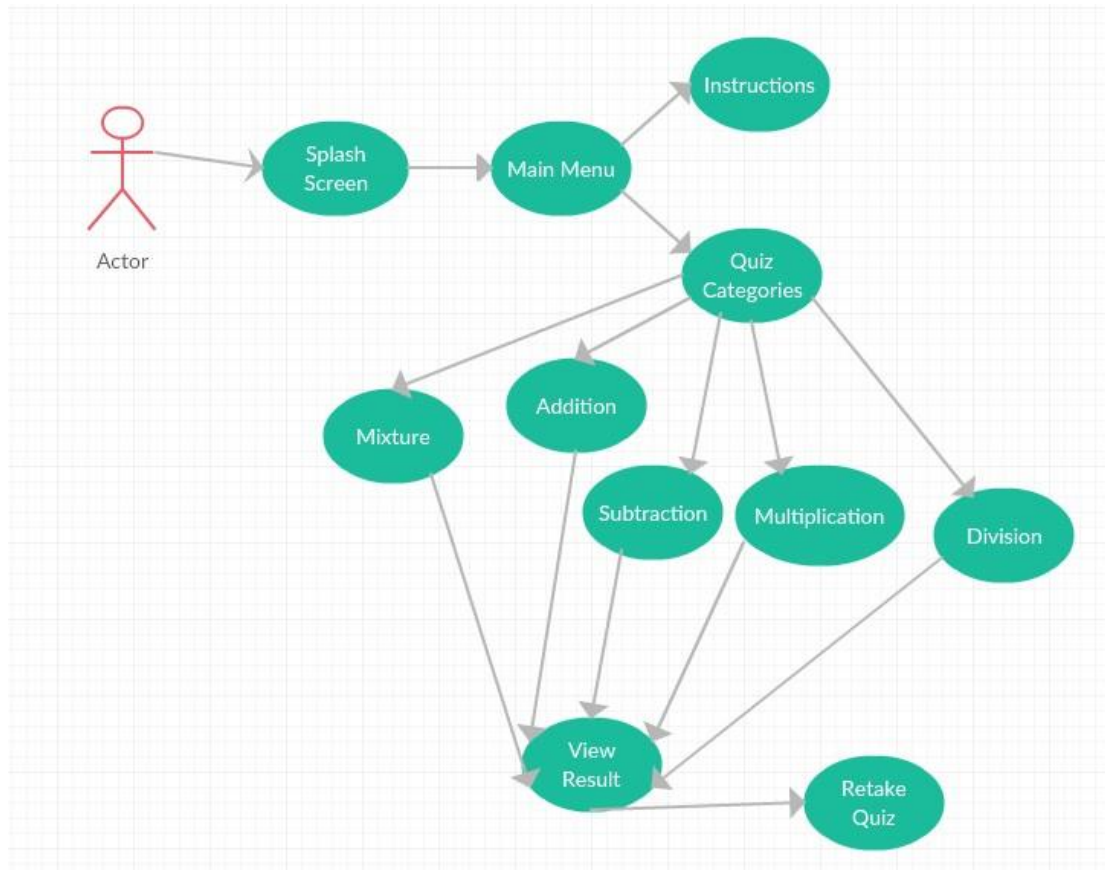 Instructions
Splash
Screen
Main Menu
Actor
Quiz
Categories
Addition
Mixture
Subtraction
Multiplication
Division
View
Result
Retake
Quiz